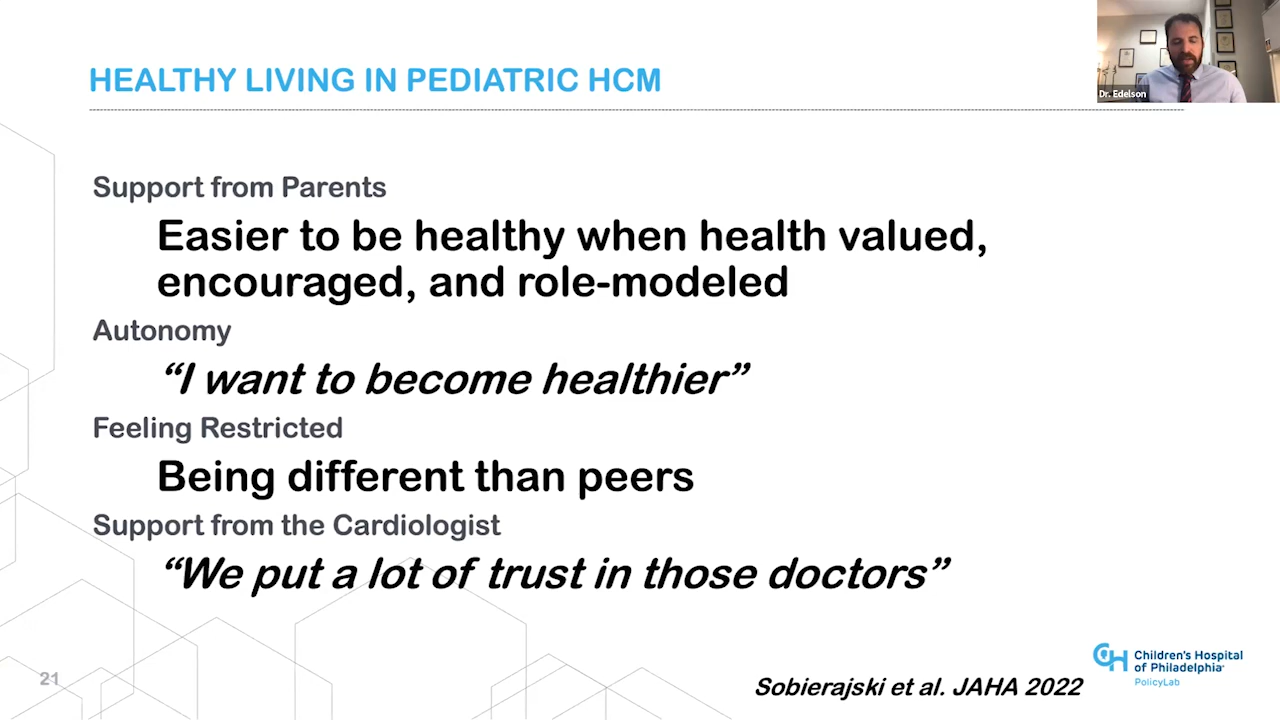 Dr. Edelson
HEALTHY LIVING IN PEDIATRIC HCM
Support from Parents
Easier to be healthy when health valued,
encouraged, and role-modeled
Autonomy
“I want to become healthier”
Feeling Restricted
Being different than peers
Support from the Cardiologist
“We put a lot of trust in those doctors”
21
Sobierajski et al. JAHA 2022
CH Children's Hospital
of Philadelphia
PolicyLab